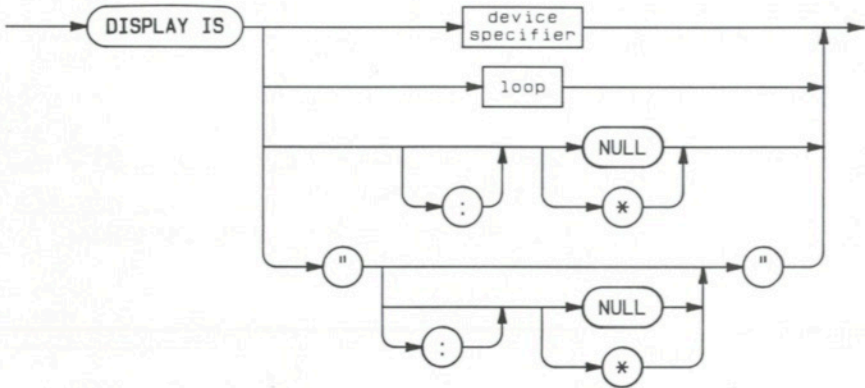 DISPLAY IS
device
specifier
loop
NULL
:
*
"
"
NULL
:
*